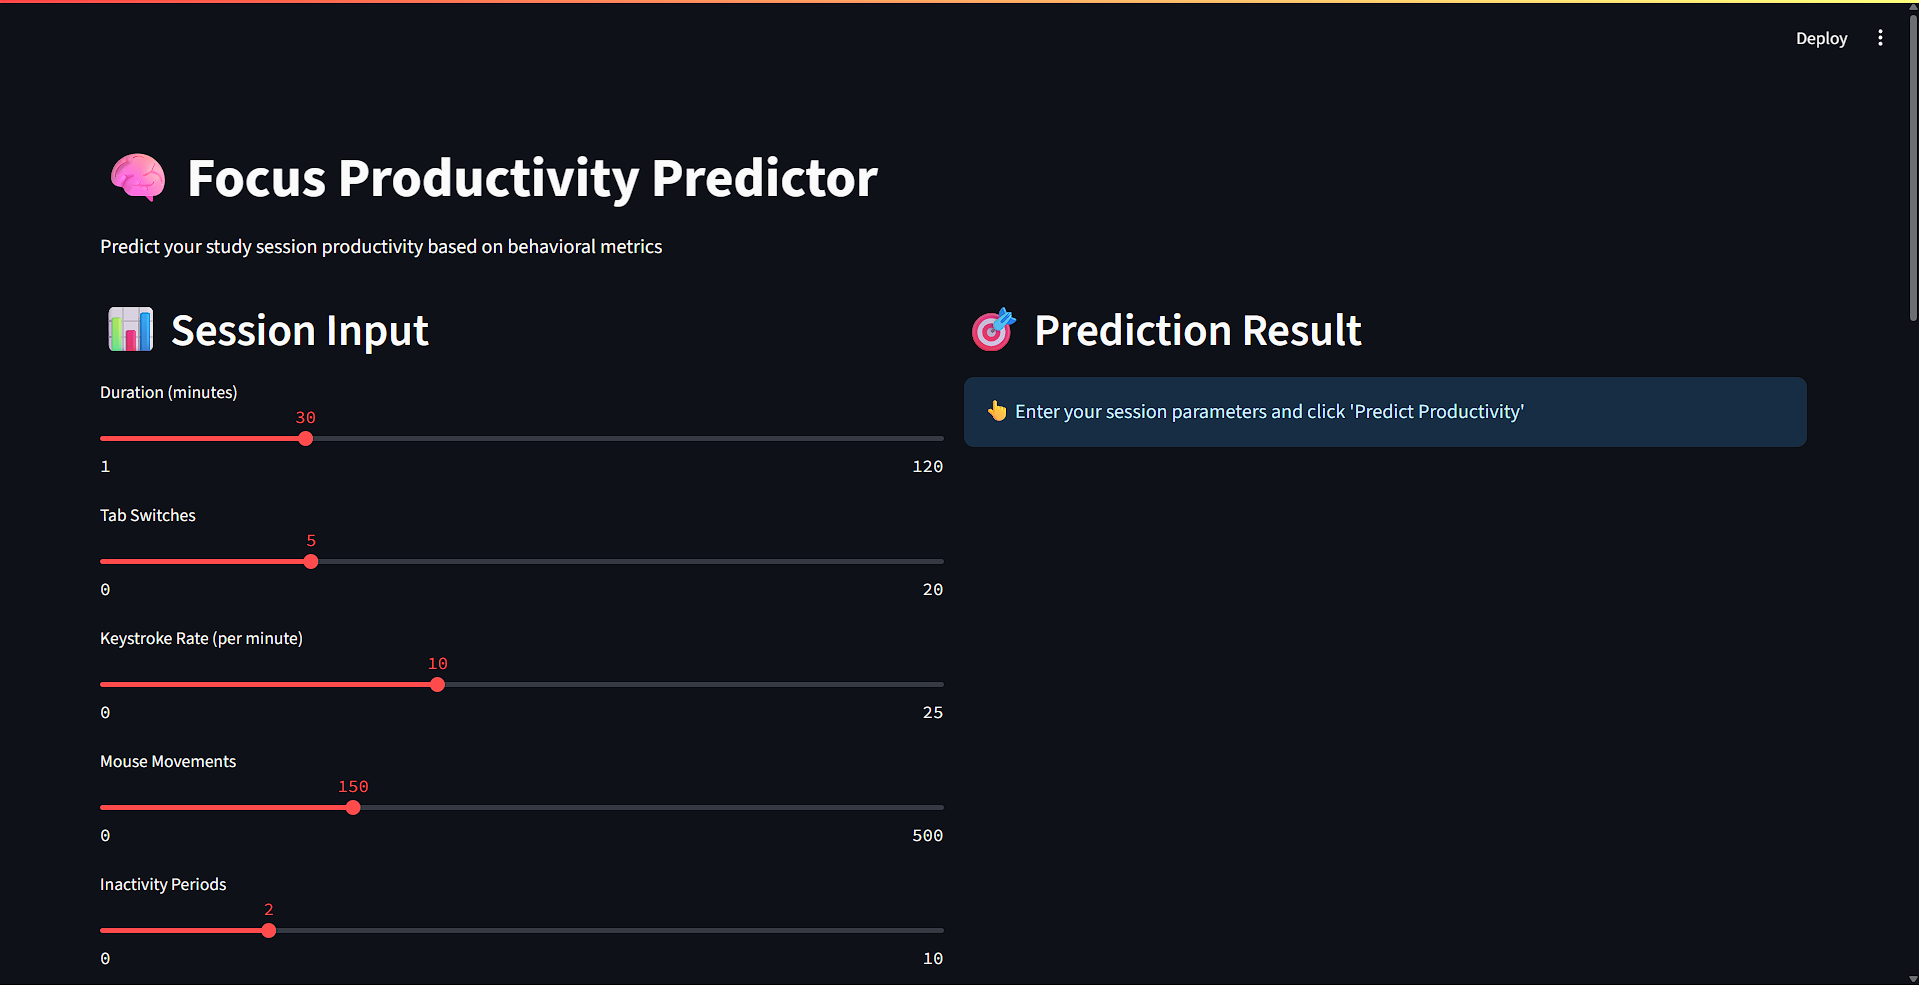 Deploy
Focus Productivity Predictor
Predict your study session productivity based on behavioral metrics
Session Input
Duration (minutes)
30
1 120
Tab Switches
5
0 20
Keystroke Rate (per minute)
10
0 25
Mouse Movements
150
0 500
Inactivity Periods
2
0 10
Prediction Result
Enter your session parameters and click 'Predict Productivity'